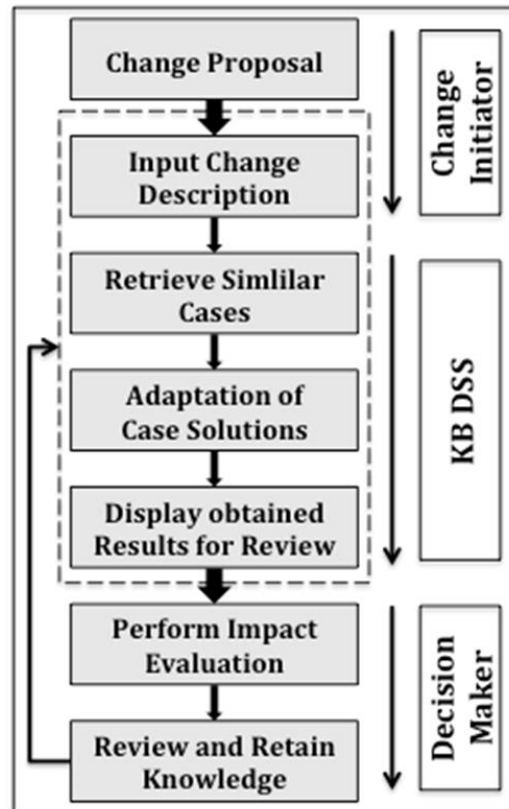 Change Proposal
Input Change
Description
Retrieve Simlilar
Cases
Adaptation of
Case Solutions
Display obtained
Results for Review
Perform Impact
Evaluation
Review and Retain
Knowledge
Change
Initiator
KB DSS
Decision
Maker